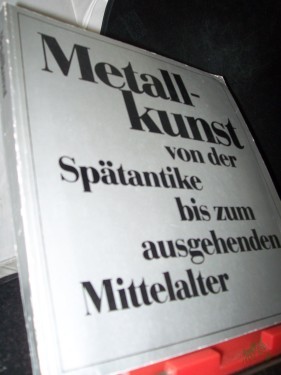 Metall-
kunst
von der
Spätantike
bis zum
ausgehenden
Mittelalter